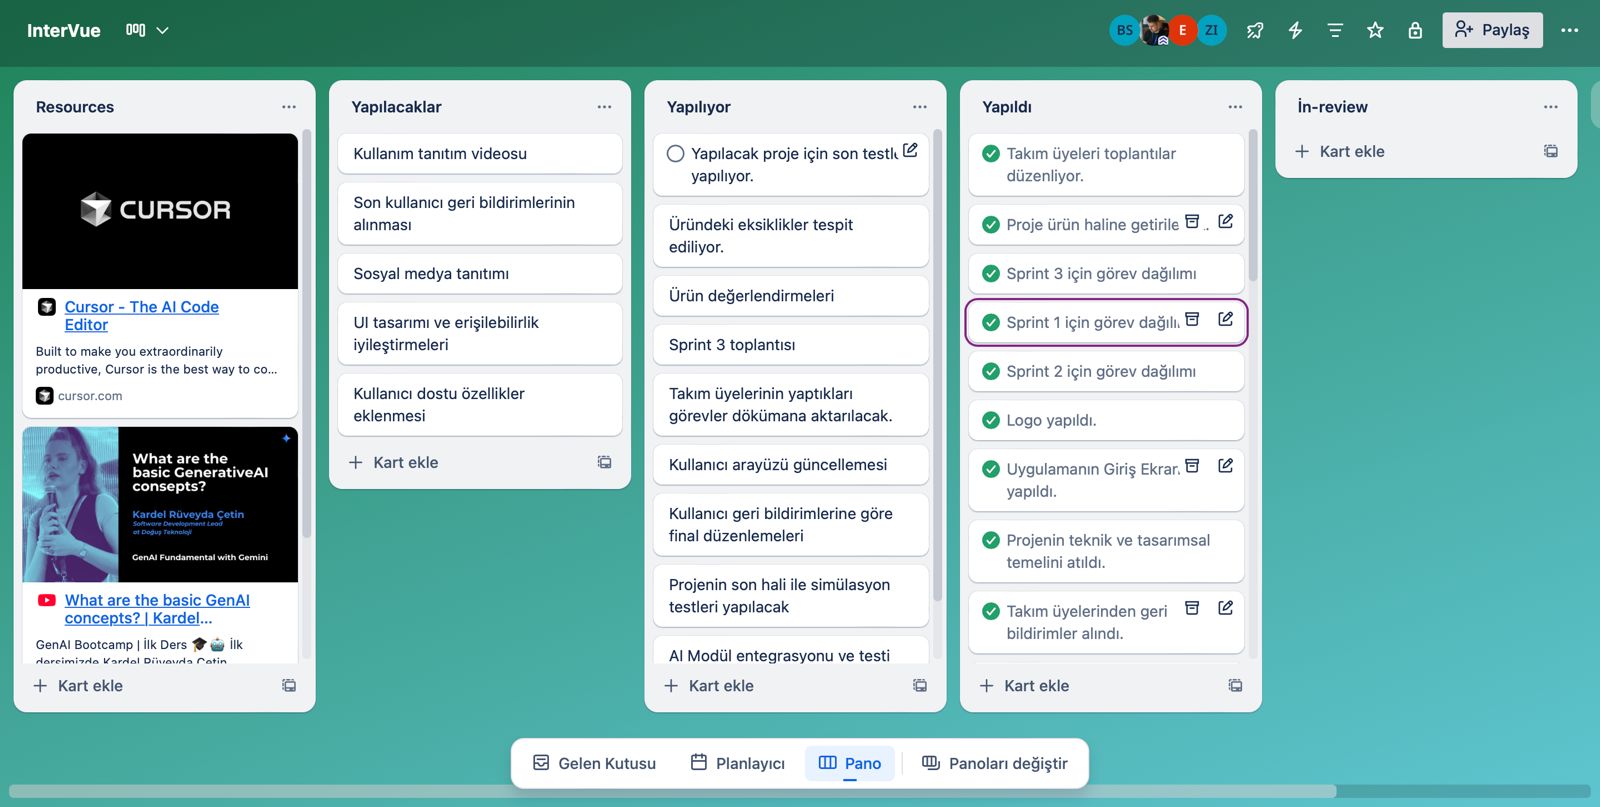 InterVue
BS
E
ZI
Paylaş
Resources
CURSOR
Cursor - The AI Code
Editor
Built to make you extraordinarily
productive, Cursor is the best way to co...
cursor.com
What are the
basic GenerativeAI
consepts?
Kardel Rüveyda Çetin
Software Development Lead
at Doğuş Teknoloji
GenAI Fundamental with Gemini
What are the basic GenAI
concepts? | Kardel...
GenAI Bootcamp | İlk Ders 🎓🤖 İlk
dersimizde Kardel Rüveyda Çetin
Kart ekle
Yapılacaklar
Kullanım tanıtım videosu
Son kullanıcı geri bildirimlerinin
alınması
Sosyal medya tanıtımı
UI tasarımı ve erişilebilirlik
iyileştirmeleri
Kullanıcı dostu özellikler
eklenmesi
Kart ekle
Yapılıyor
Yapılacak proje için son testl
yapılıyor.
Üründeki eksiklikler tespit
ediliyor.
Ürün değerlendirmeleri
Sprint 3 toplantısı
Takım üyelerinin yaptıkları
görevler dökümana aktarılacak.
Kullanıcı arayüzü güncellemesi
Kullanıcı geri bildirimlerine göre
final düzenlemeleri
Projenin son hali ile simülasyon
testleri yapılacak
AI Modül entegrasyonu ve testi
Kart ekle
Yapıldı
Takım üyeleri toplantılar
düzenliyor.
Proje ürün haline getirile
Sprint 3 için görev dağılımı
Sprint 1 için görev dağılı
Sprint 2 için görev dağılımı
Logo yapıldı.
Uygulamanın Giriş Ekran
yapıldı.
Projenin teknik ve tasarımsal
temelini atıldı.
Takım üyelerinden geri
bildirimler alındı.
Kart ekle
İn-review
Kart ekle
Gelen Kutusu
Planlayıcı
Pano
Panoları değiştir